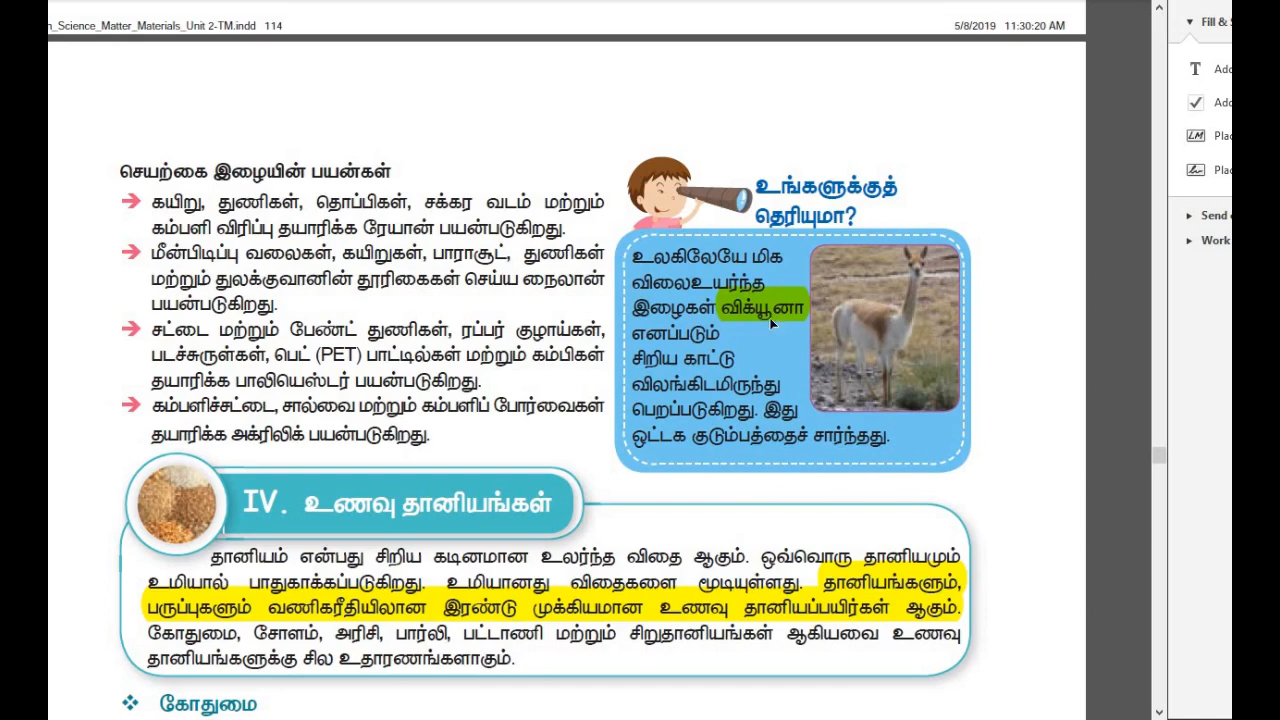 n_Science_Matter_Materials_Unit 2-TM.indd 114
5/8/2019 11:30:20 AM
செயற்கை இழையின் பயன்கள்
கயிறு, துணிகள், தொப்பிகள், சக்கர வடம் மற்றும்
கம்பளி விரிப்பு தயாரிக்க ரேயான் பயன்படுகிறது.
மீன்பிடிப்பு வலைகள், கயிறுகள், பாராசூட், துணிகள்
மற்றும் துலக்குவானின் தூரிகைகள் செய்ய நைலான்
பயன்படுகிறது.
சட்டை மற்றும் பேண்ட் துணிகள், ரப்பர் குழாய்கள்,
படச்சுருள்கள், பெட் (PET) பாட்டில்கள் மற்றும் கம்பிகள்
தயாரிக்க பாலியெஸ்டர் பயன்படுகிறது.
கம்பளிச்சட்டை, சால்வை மற்றும் கம்பளிப் போர்வைகள்
தயாரிக்க அக்ரிலிக் பயன்படுகிறது.
உங்களுக்குத்
தெரியுமா?
உலகிலேயே மிக
விலைஉயர்ந்த
இழைகள் விக்யூனா
எனப்படும்
சிறிய காட்டு
விலங்கிடமிருந்து
பெறப்படுகிறது. இது
ஒட்டக குடும்பத்தைச் சார்ந்தது.
IV. உணவு தானியங்கள்
தானியம் என்பது சிறிய கடினமான உலர்ந்த விதை ஆகும். ஒவ்வொரு தானியமும்
உமியால் பாதுகாக்கப்படுகிறது. உமியானது விதைகளை மூடியுள்ளது. தானியங்களும்,
பருப்புகளும் வணிகரீதியிலான இரண்டு முக்கியமான உணவு தானியப்பயிர்கள் ஆகும்.
கோதுமை, சோளம், அரிசி, பார்லி, பட்டாணி மற்றும் சிறுதானியங்கள் ஆகியவை உணவு
தானியங்களுக்கு சில உதாரணங்களாகும்.
கோதுமை
Fill & S
T Add
Add
Plac
Plac
Send o
Work